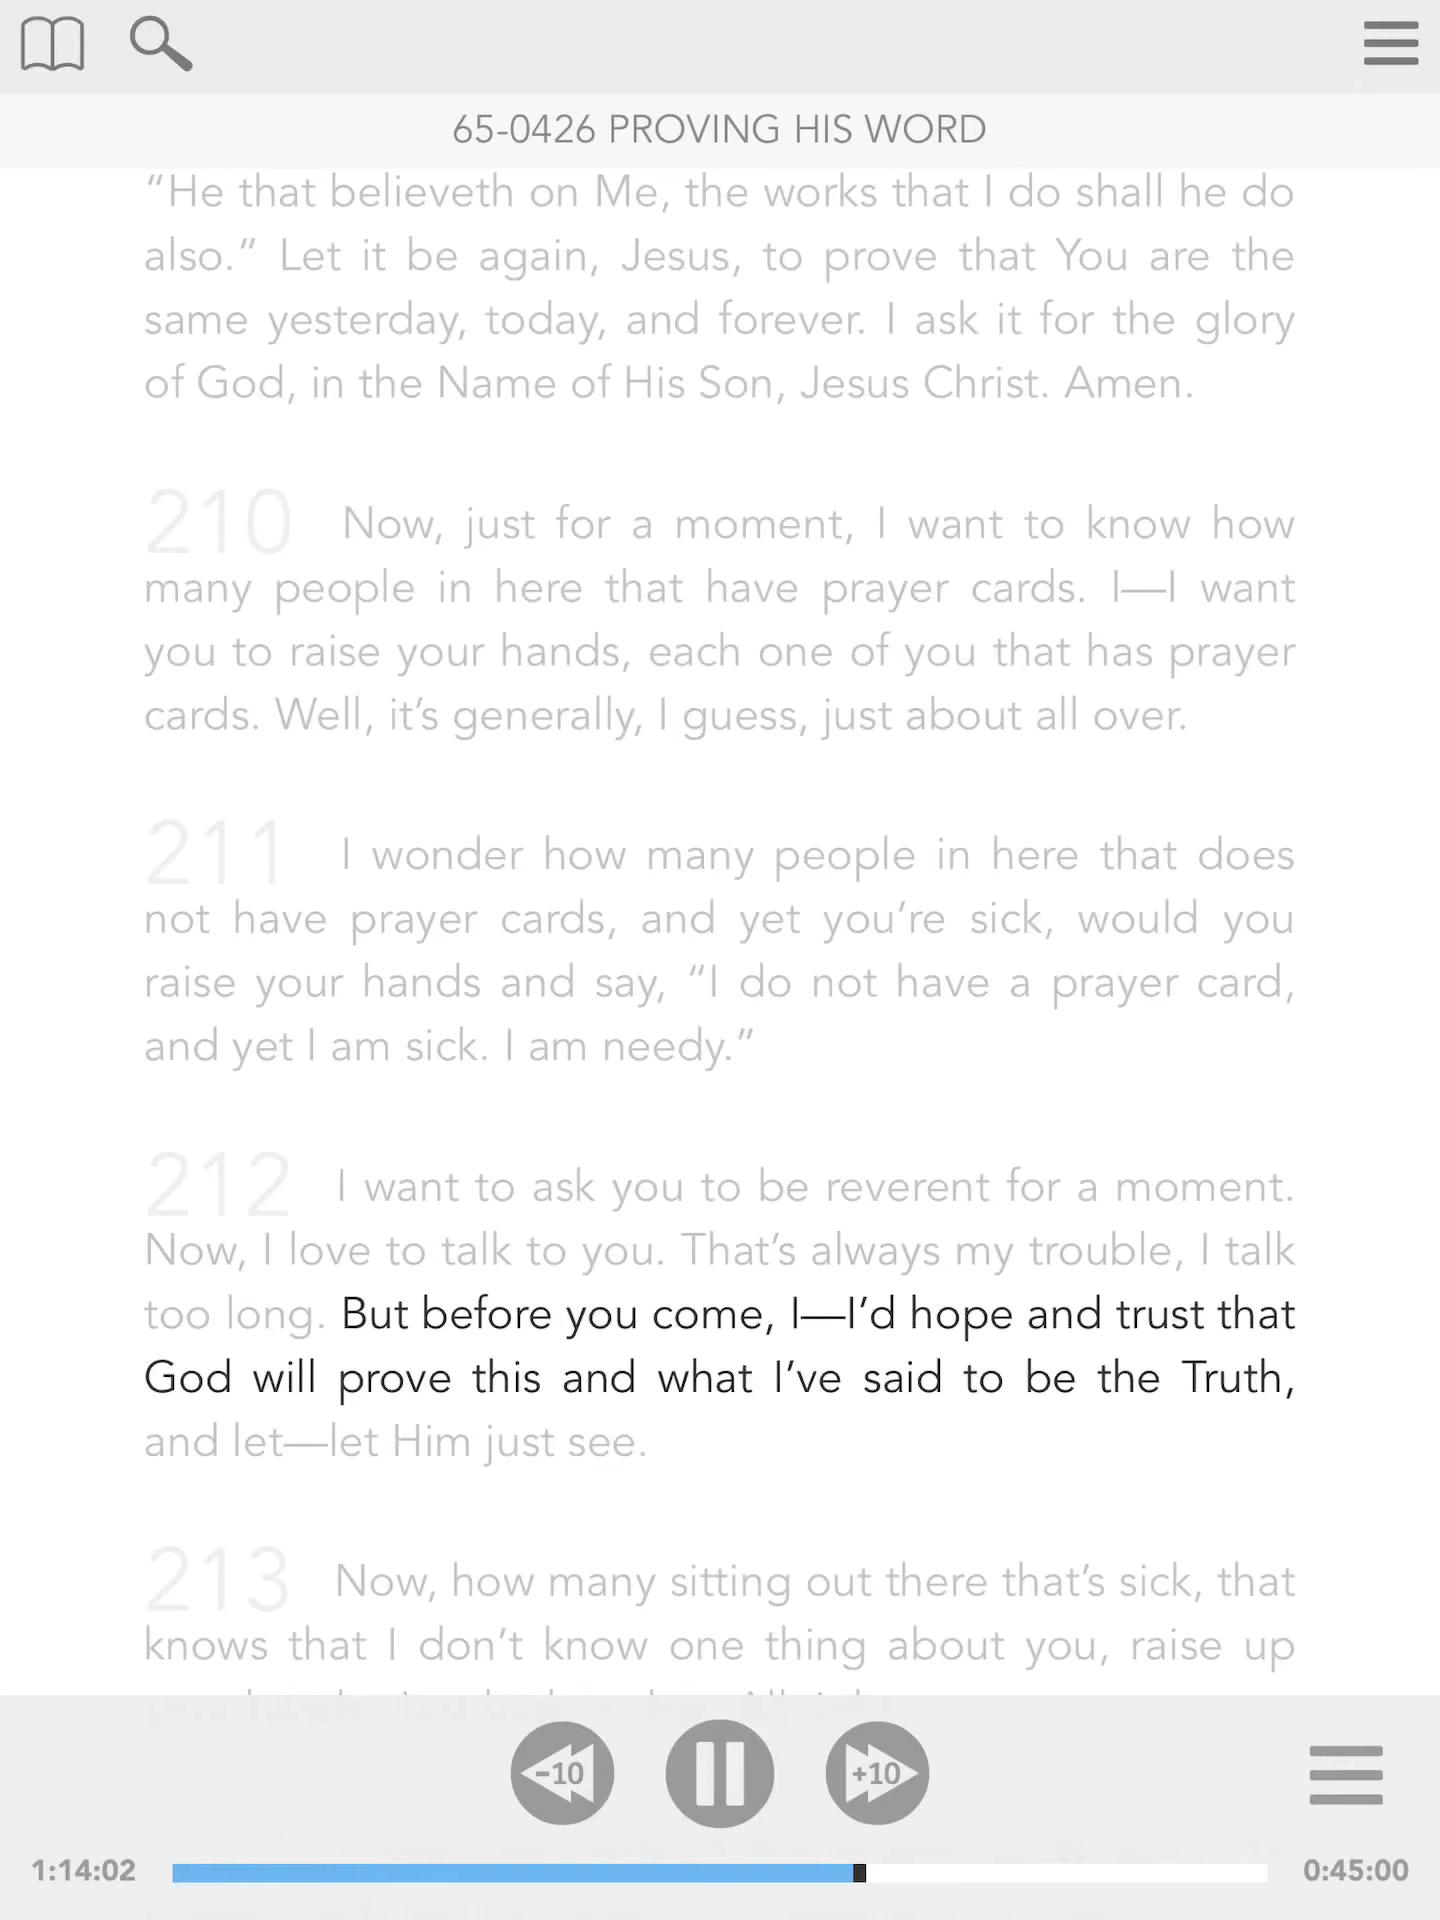 65-0426 PROVING HIS WORD
“He that believeth on Me, the works that I do shall he do
also.” Let it be again, Jesus, to prove that You are the
same yesterday, today, and forever. I ask it for the glory
of God, in the Name of His Son, Jesus Christ. Amen.
210 Now, just for a moment, I want to know how
many people in here that have prayer cards. I—I want
you to raise your hands, each one of you that has prayer
cards. Well, it’s generally, I guess, just about all over.
211 I wonder how many people in here that does
not have prayer cards, and yet you’re sick, would you
raise your hands and say, “I do not have a prayer card,
and yet I am sick. I am needy.”
212 I want to ask you to be reverent for a moment.
Now, I love to talk to you. That’s always my trouble, I talk
too long. But before you come, I—I’d hope and trust that
God will prove this and what I’ve said to be the Truth,
and let—let Him just see.
213 Now, how many sitting out there that’s sick, that
knows that I don’t know one thing about you, raise up
-10 +10
1:14:02 0:45:00